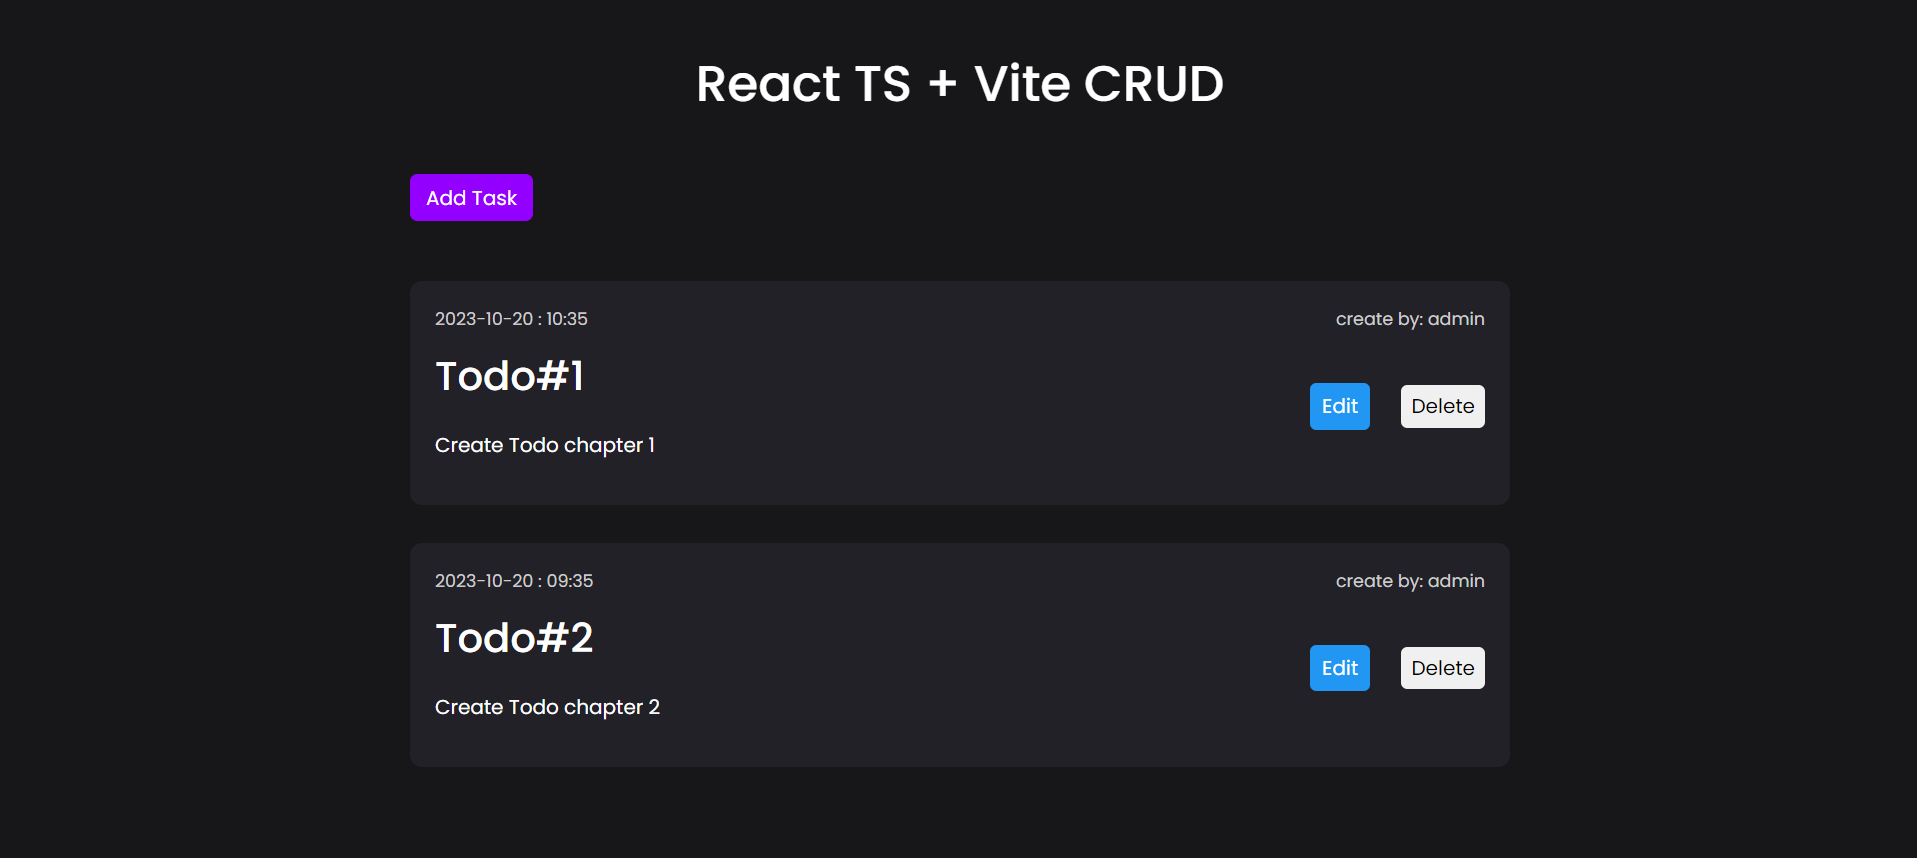 React TS + Vite CRUD
Add Task
2023-10-20 : 10:35
create by: admin
Todo#1
Edit
Delete
Create Todo chapter 1
2023-10-20 : 09:35
create by: admin
Todo#2
Edit
Delete
Create Todo chapter 2